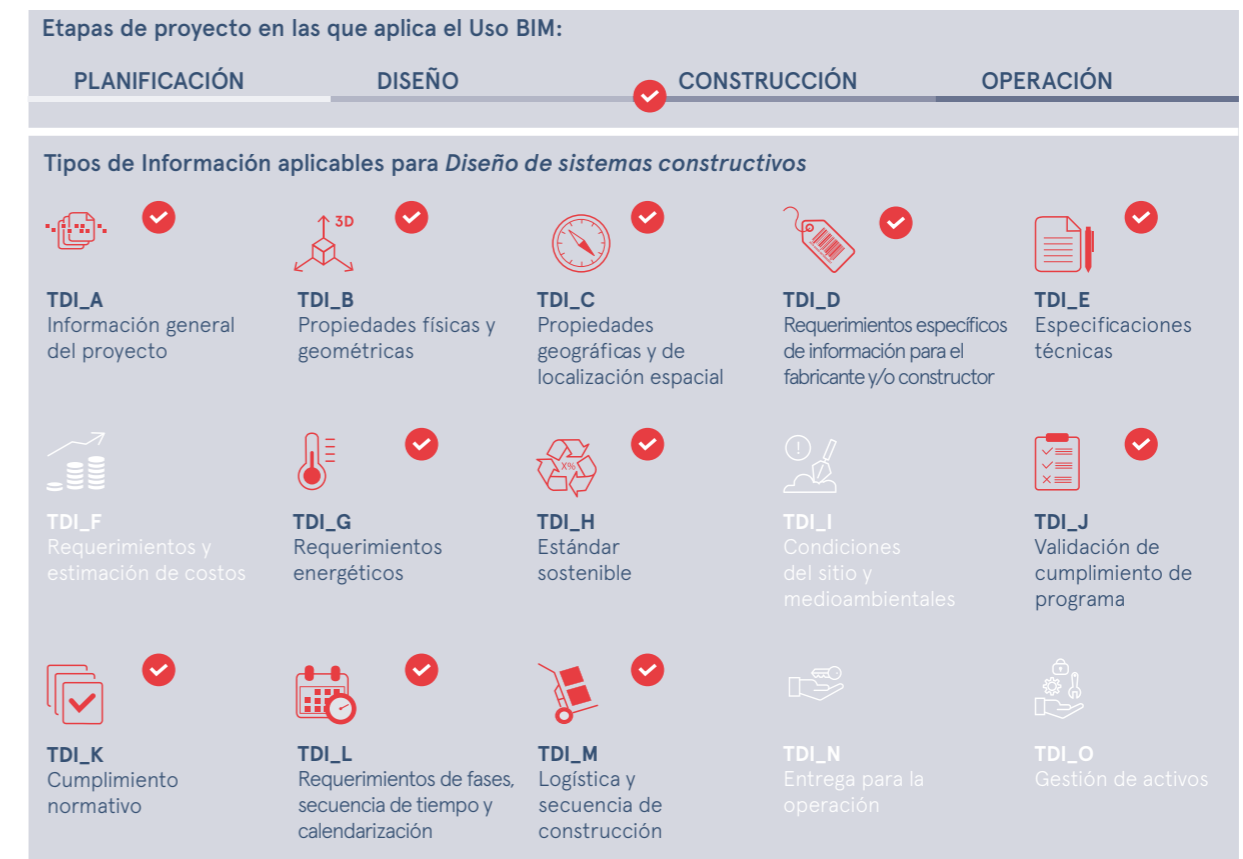 Etapas de proyecto en las que aplica el Uso BIM:
PLANIFICACIÓN DISEÑO CONSTRUCCIÓN OPERACIÓN
Tipos de Información aplicables para Diseño de sistemas constructivos
3D
TDI_A
Información general
del proyecto
TDI_B
Propiedades físicas y
geométricas
TDI_C
Propiedades
geográficas y de
localización espacial
TDI_D
Requerimientos específicos
de información para el
fabricante y/o constructor
TDI_E
Especificaciones
técnicas
X%
TDI_F
Requerimientos y
estimación de costos
TDI_G
Requerimientos
energéticos
TDI_H
Estándar
sostenible
TDI_I
Condiciones
del sitio y
medioambientales
TDI_J
Validación de
cumplimiento de
programa
TDI_K
Cumplimiento
normativo
TDI_L
Requerimientos de fases,
secuencia de tiempo y
calendarización
TDI_M
Logística y
secuencia de
construcción
TDI_N
Entrega para la
operación
TDI_O
Gestión de activos